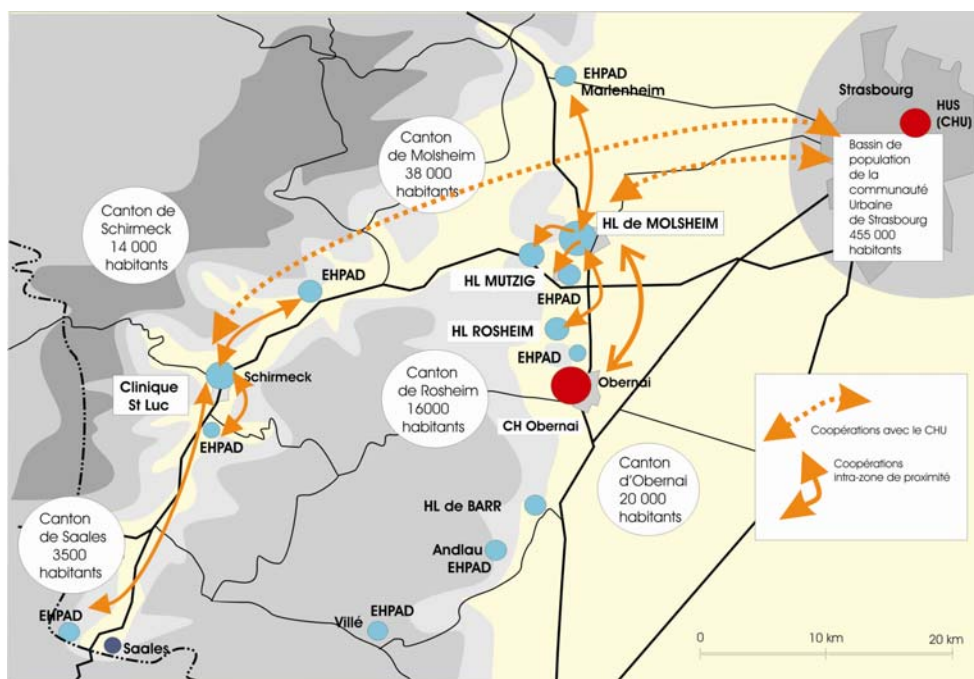 EHPAD
Marlenheim
Strasbourg
HUS
(CHU)
Bassin de
population
de la
communauté
Urbaine
de Strasbourg
455 000
habitants
Canton
de Molsheim
38 000
habitants
Canton de
Schirmeck
14 000
habitants
HL de MOLSHEIM
EHPAD
HL MUTZIG
EHPAD
HL ROSHEIM
EHPAD
Schirmeck
Clinique
St Luc
Canton
de Rosheim
16000
habitants
Obernai
CH Obernai
EHPAD
Coopérations avec le CHU
Coopérations
intra-zone de proximité
Canton
d'Obernai
20 000
habitants
HL de BARR
Canton
de Saales
3500
habitants
Andlau
EHPAD
EHPAD
Villé
EHPAD
Saales
0
10 km
20 km